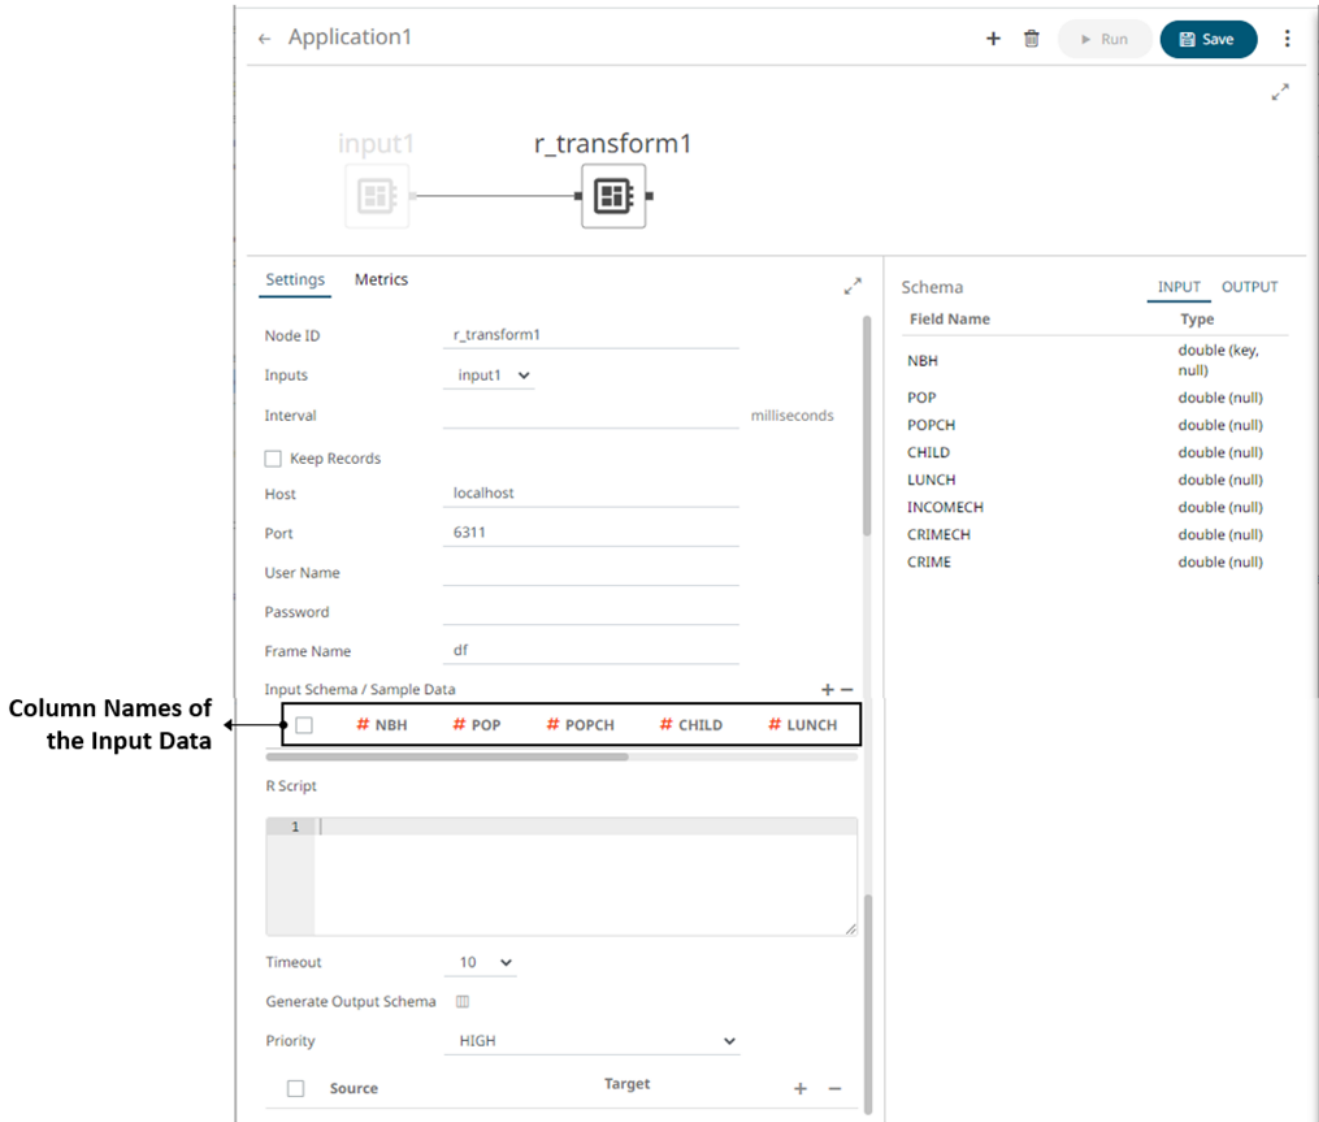 ← Application1
+ Run Save
input1 r_transform1
Settings Metrics
Node ID r_transform1
Inputs input1
Interval milliseconds
Keep Records
Host localhost
Port 6311
User Name
Password
Frame Name df
Input Schema / Sample Data + −
Column Names of
the Input Data
# NBH # POP # POPCH # CHILD # LUNCH
R Script
1
Timeout 10
Generate Output Schema
Priority HIGH
Source Target + −
Schema INPUT OUTPUT
Field Name Type
NBH double (key,
null)
POP double (null)
POPCH double (null)
CHILD double (null)
LUNCH double (null)
INCOMECH double (null)
CRIMECH double (null)
CRIME double (null)